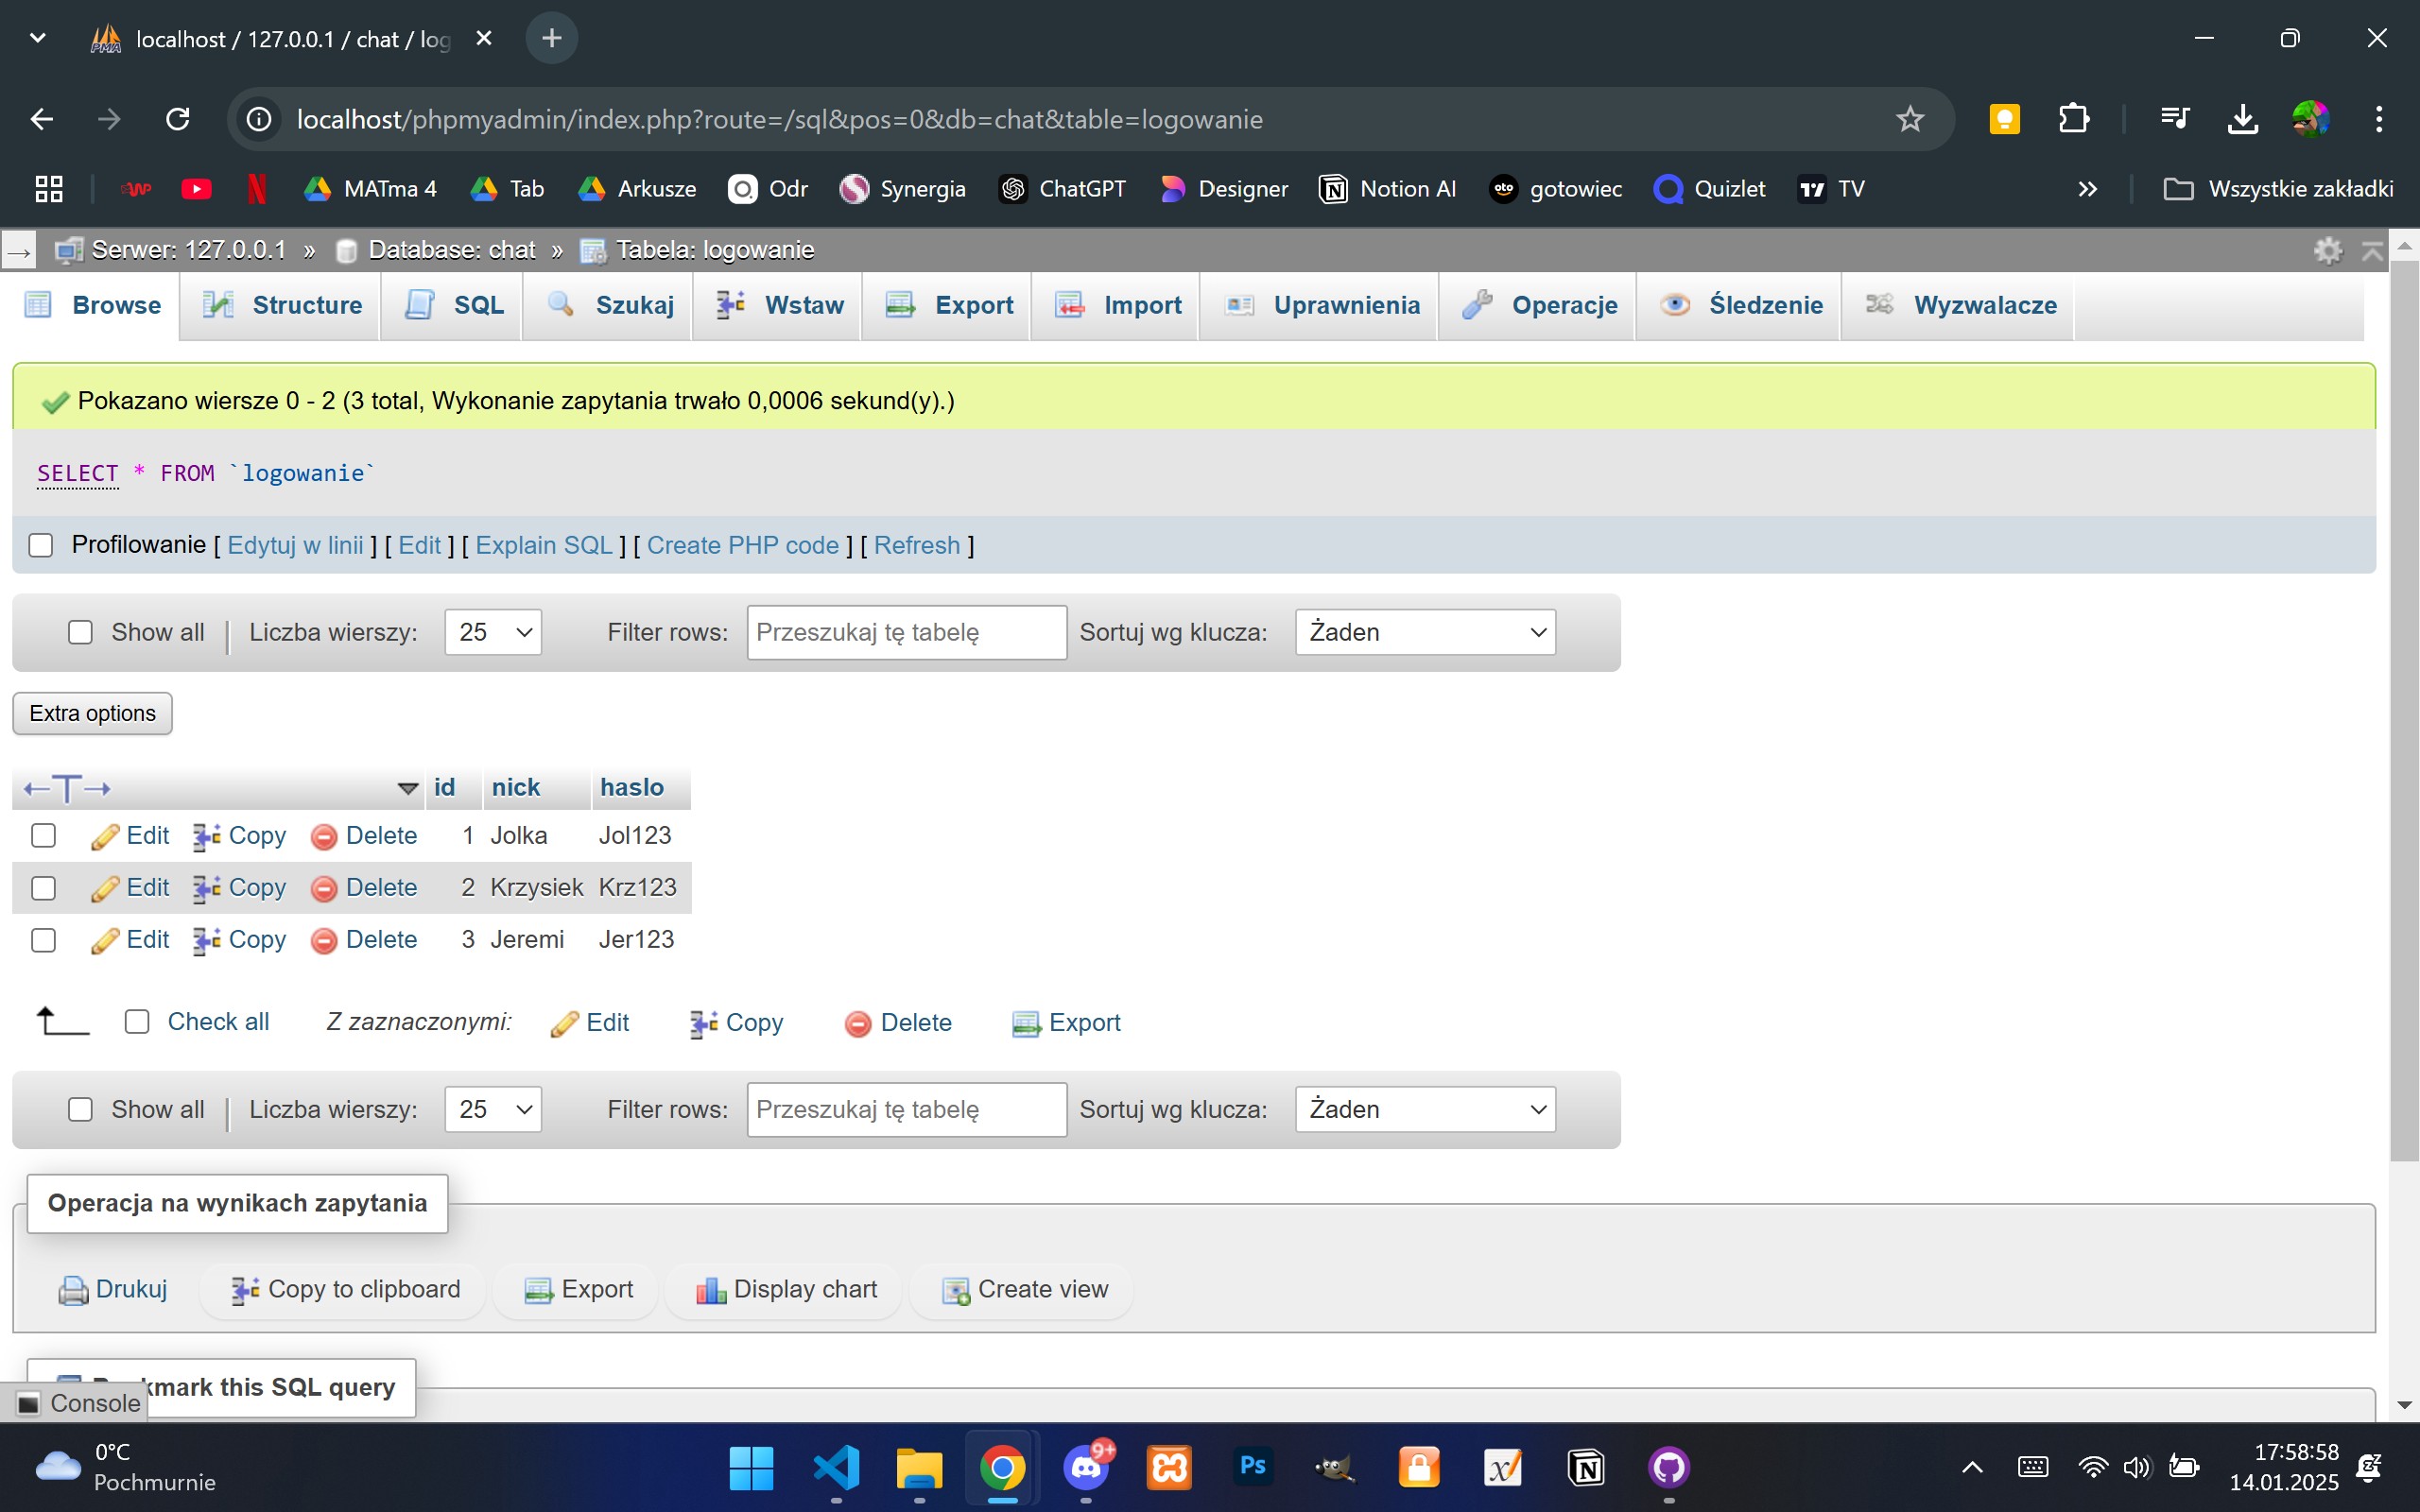 localhost / 127.0.0.1 / chat / log
localhost/phpmyadmin/index.php?route=/sql&pos=0&db=chat&table=logowanie
WP MATma 4 Tab Arkusze Odr Synergia ChatGPT Designer Notion AI oto gotowiec Quizlet TV Wszystkie zakładki
Serwer: 127.0.0.1 » Database: chat » Tabela: logowanie
Browse Structure SQL Szukaj Wstaw Export Import Uprawnienia Operacje Śledzenie Wyzwalacze
Pokazano wiersze 0 - 2 (3 total, Wykonanie zapytania trwało 0,0006 sekund(y).)
SELECT * FROM `logowanie`
Profilowanie [ Edytuj w linii ] [ Edit ] [ Explain SQL ] [ Create PHP code ] [ Refresh ]
Show all | Liczba wierszy: 25 Filter rows: Przeszukaj tę tabelę Sortuj wg klucza: Żaden
Extra options
←T→ id nick haslo
Edit Copy Delete 1 Jolka Jol123
Edit Copy Delete 2 Krzysiek Krz123
Edit Copy Delete 3 Jeremi Jer123
Check all Z zaznaczonymi: Edit Copy Delete Export
Show all | Liczba wierszy: 25 Filter rows: Przeszukaj tę tabelę Sortuj wg klucza: Żaden
Operacja na wynikach zapytania
Drukuj Copy to clipboard Export Display chart Create view
this SQL query
Console
0°C
Pochmurnie
9+
Ps
17:58:58
14.01.2025